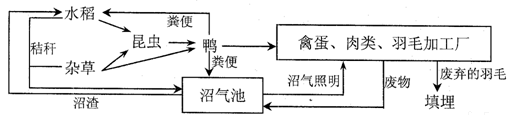 水稻
粪便
秸秆
昆虫
鸭
禽蛋、肉类、羽毛加工厂
杂草
粪便
沼气照明
废物
废弃的羽毛
沼气池
填埋
沼渣